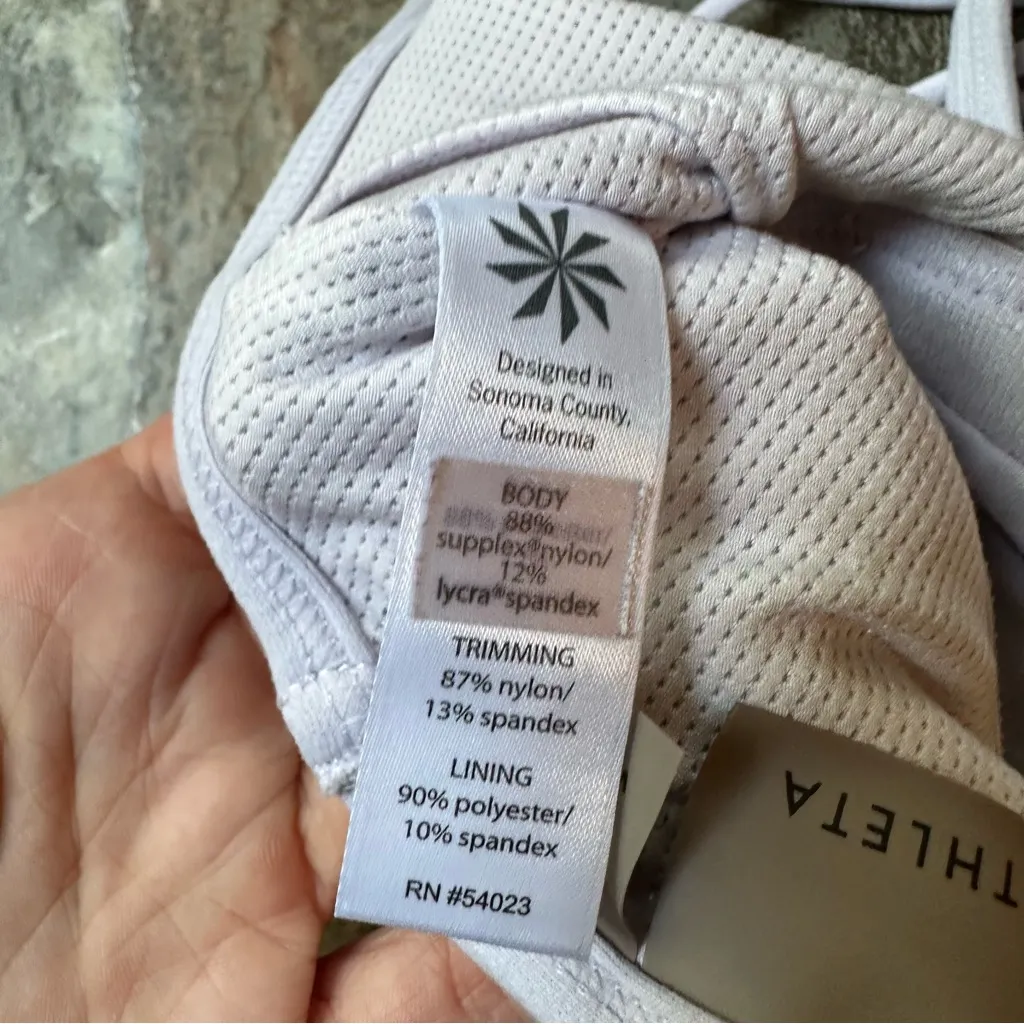 Designed in
Sonoma County,
California
BODY
88%
supplex®nylon/
12%
lycra®spandex
TRIMMING
87% nylon/
13% spandex
LINING
90% polyester/
10% spandex
RN #54023
THLETA